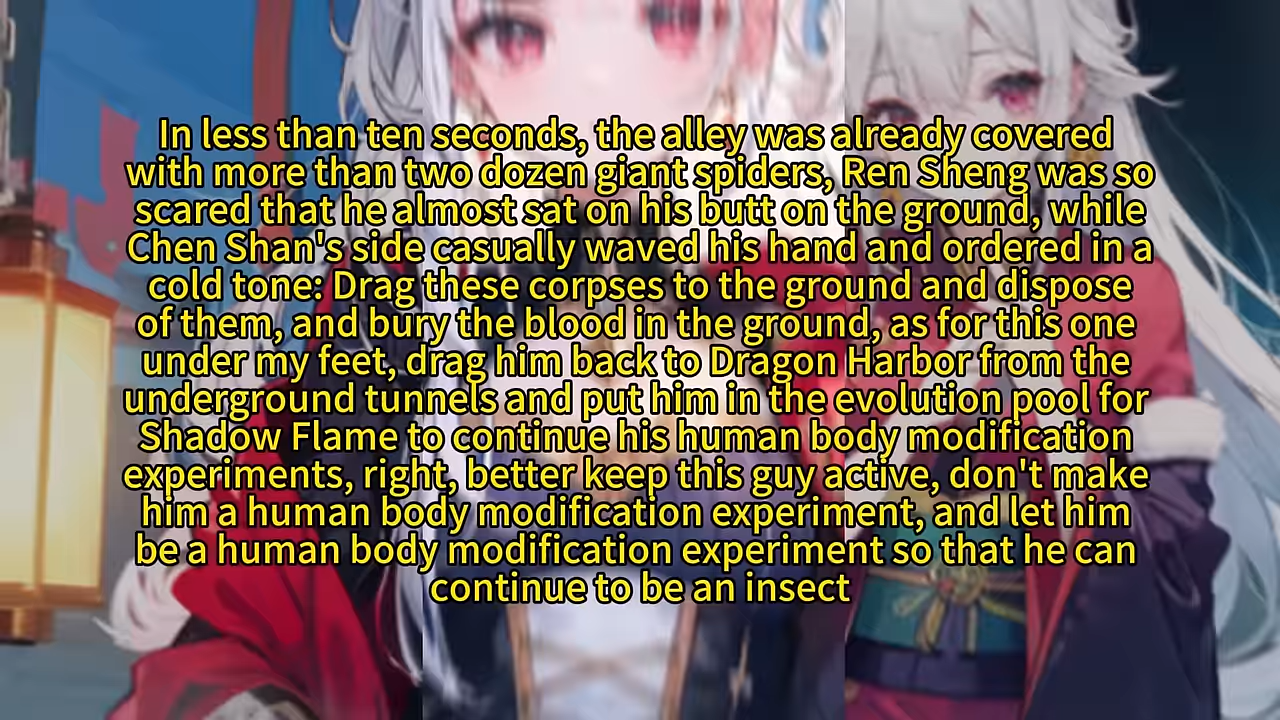 In less than ten seconds, the alley was already covered
with more than two dozen giant spiders, Ren Sheng was so
scared that he almost sat on his butt on the ground, while
Chen Shan's side casually waved his hand and ordered in a
cold tone: Drag these corpses to the ground and dispose
of them, and bury the blood in the ground, as for this one
under my feet, drag him back to Dragon Harbor from the
underground tunnels and put him in the evolution pool for
Shadow Flame to continue his human body modification
experiments, right, better keep this guy active, don't make
him a human body modification experiment, and let him
be a human body modification experiment so that he can
continue to be an insect